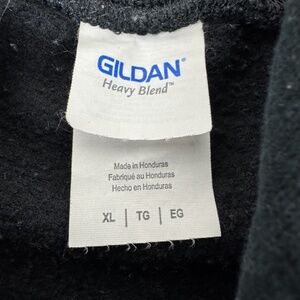 GILDAN®
Heavy Blend™
Made in Honduras
Fabriqué au Honduras
Hecho en Honduras
XL | TG | EG